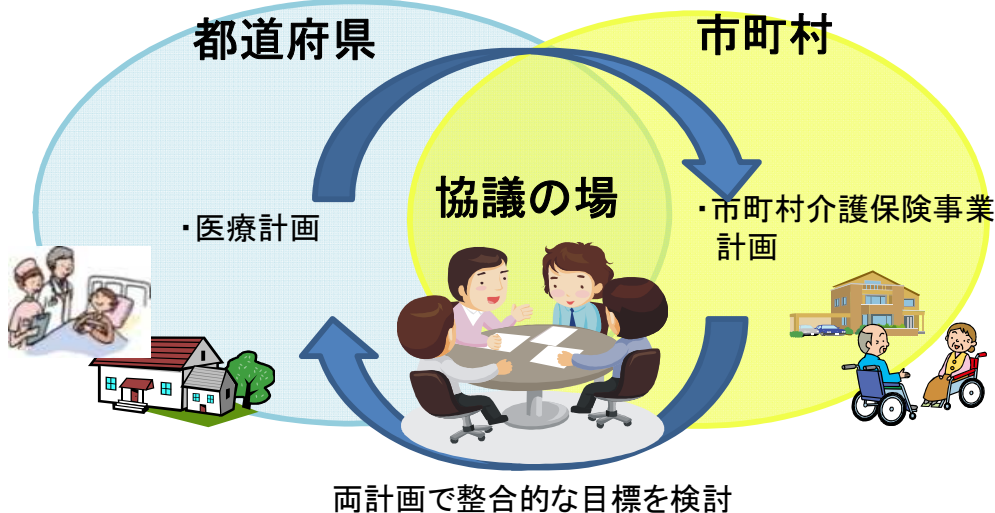 都道府県
市町村
協議の場
・医療計画
・市町村介護保険事業
計画
両計画で整合的な目標を検討